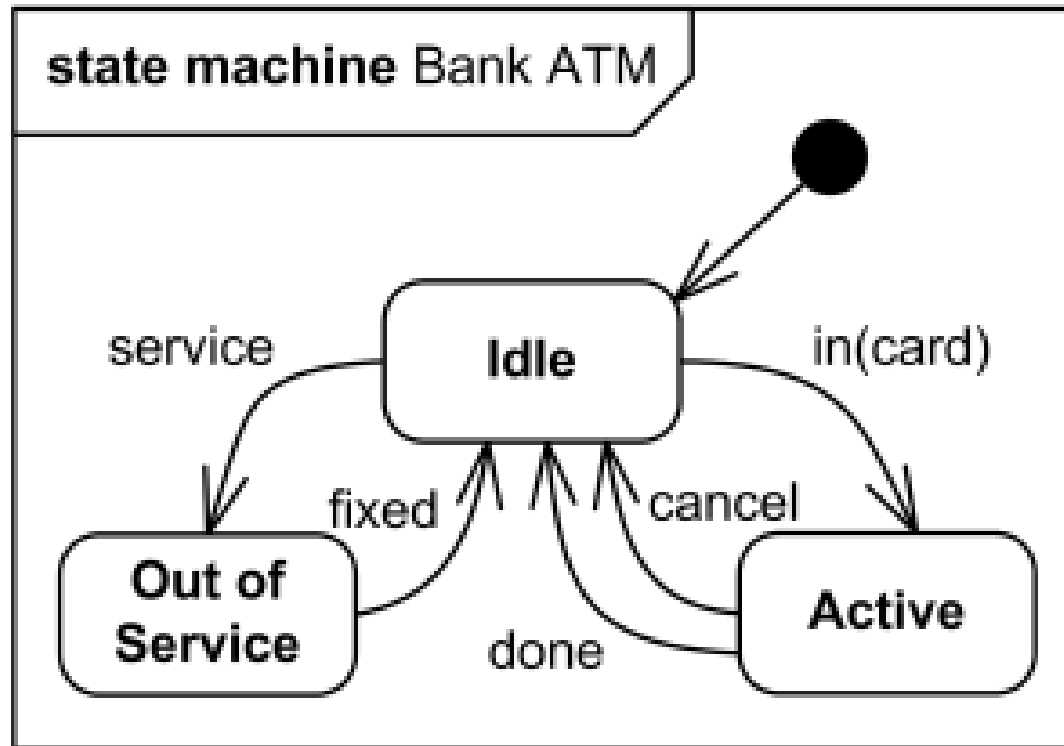 state machine Bank ATM
service
Idle
in(card)
fixed
cancel
Out of
Service
done
Active